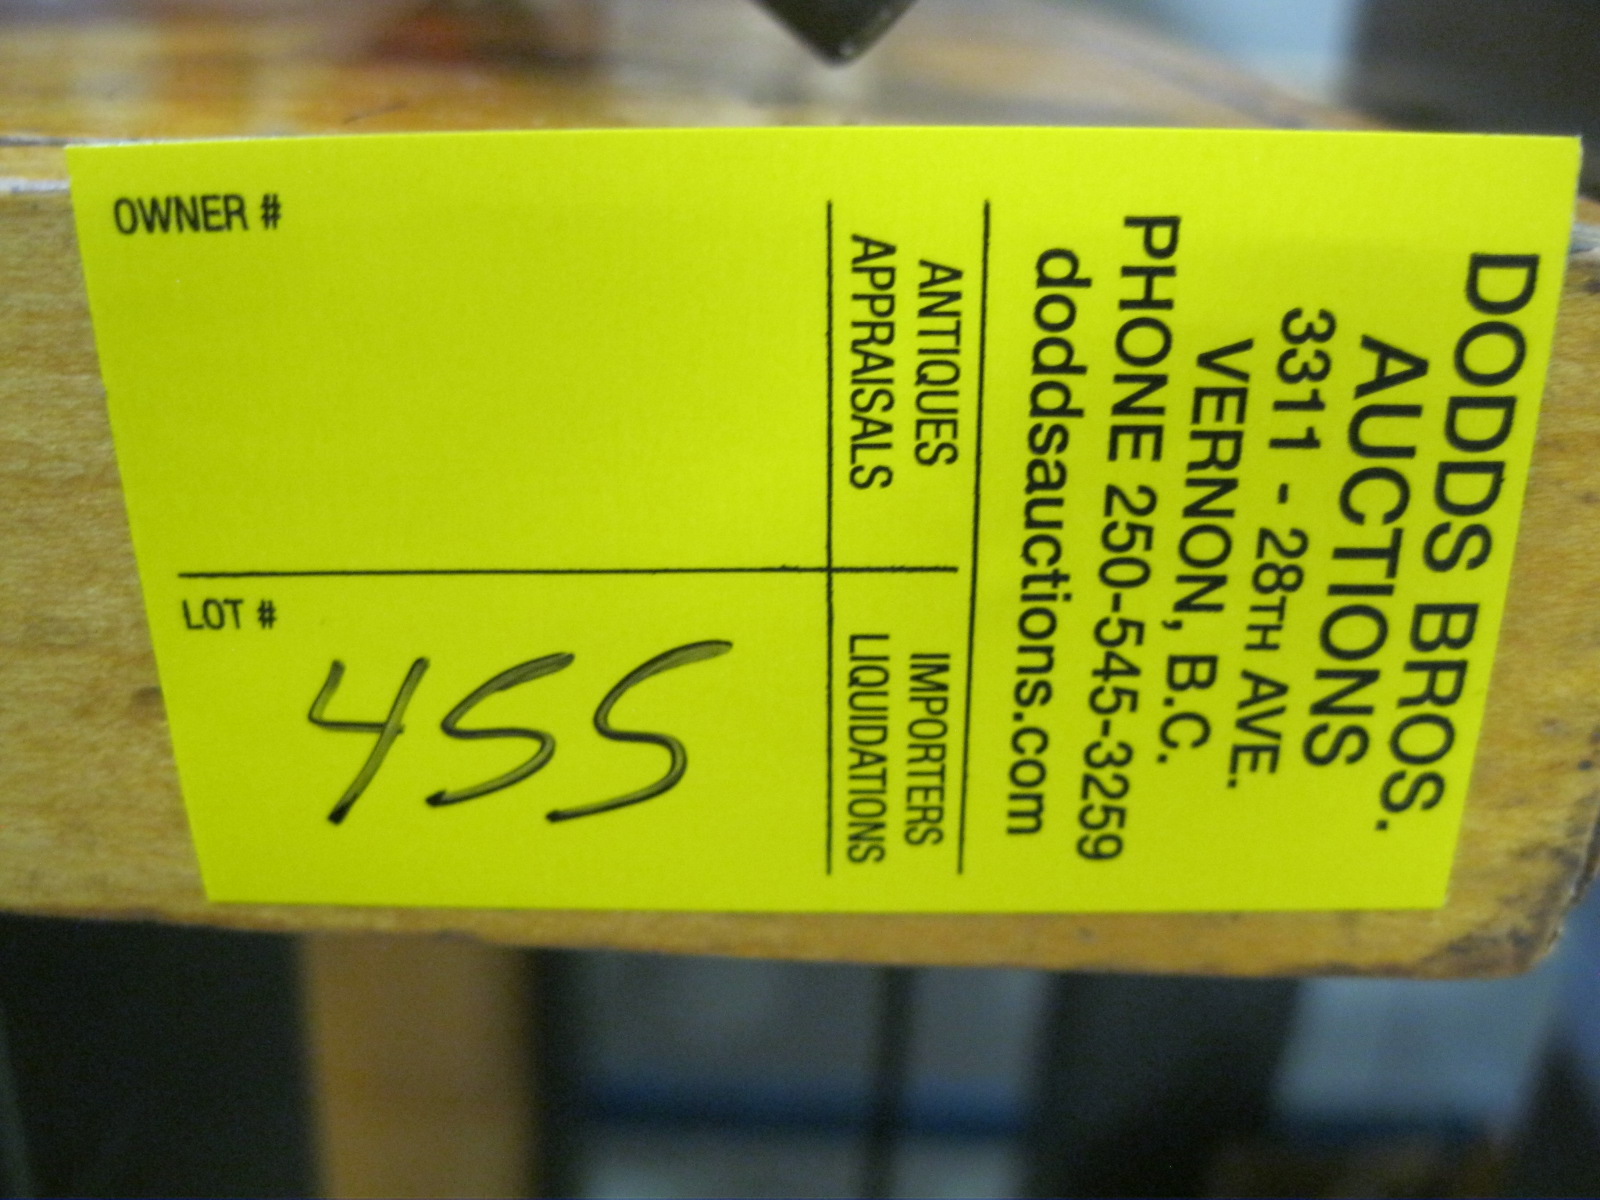 DODDS BROS.
AUCTIONS
3311 - 28TH AVE.
VERNON, B.C.
PHONE 250-545-3259
doddsauctions.com
ANTIQUES
APPRAISALS
IMPORTERS
LIQUIDATIONS
OWNER #
LOT #
455